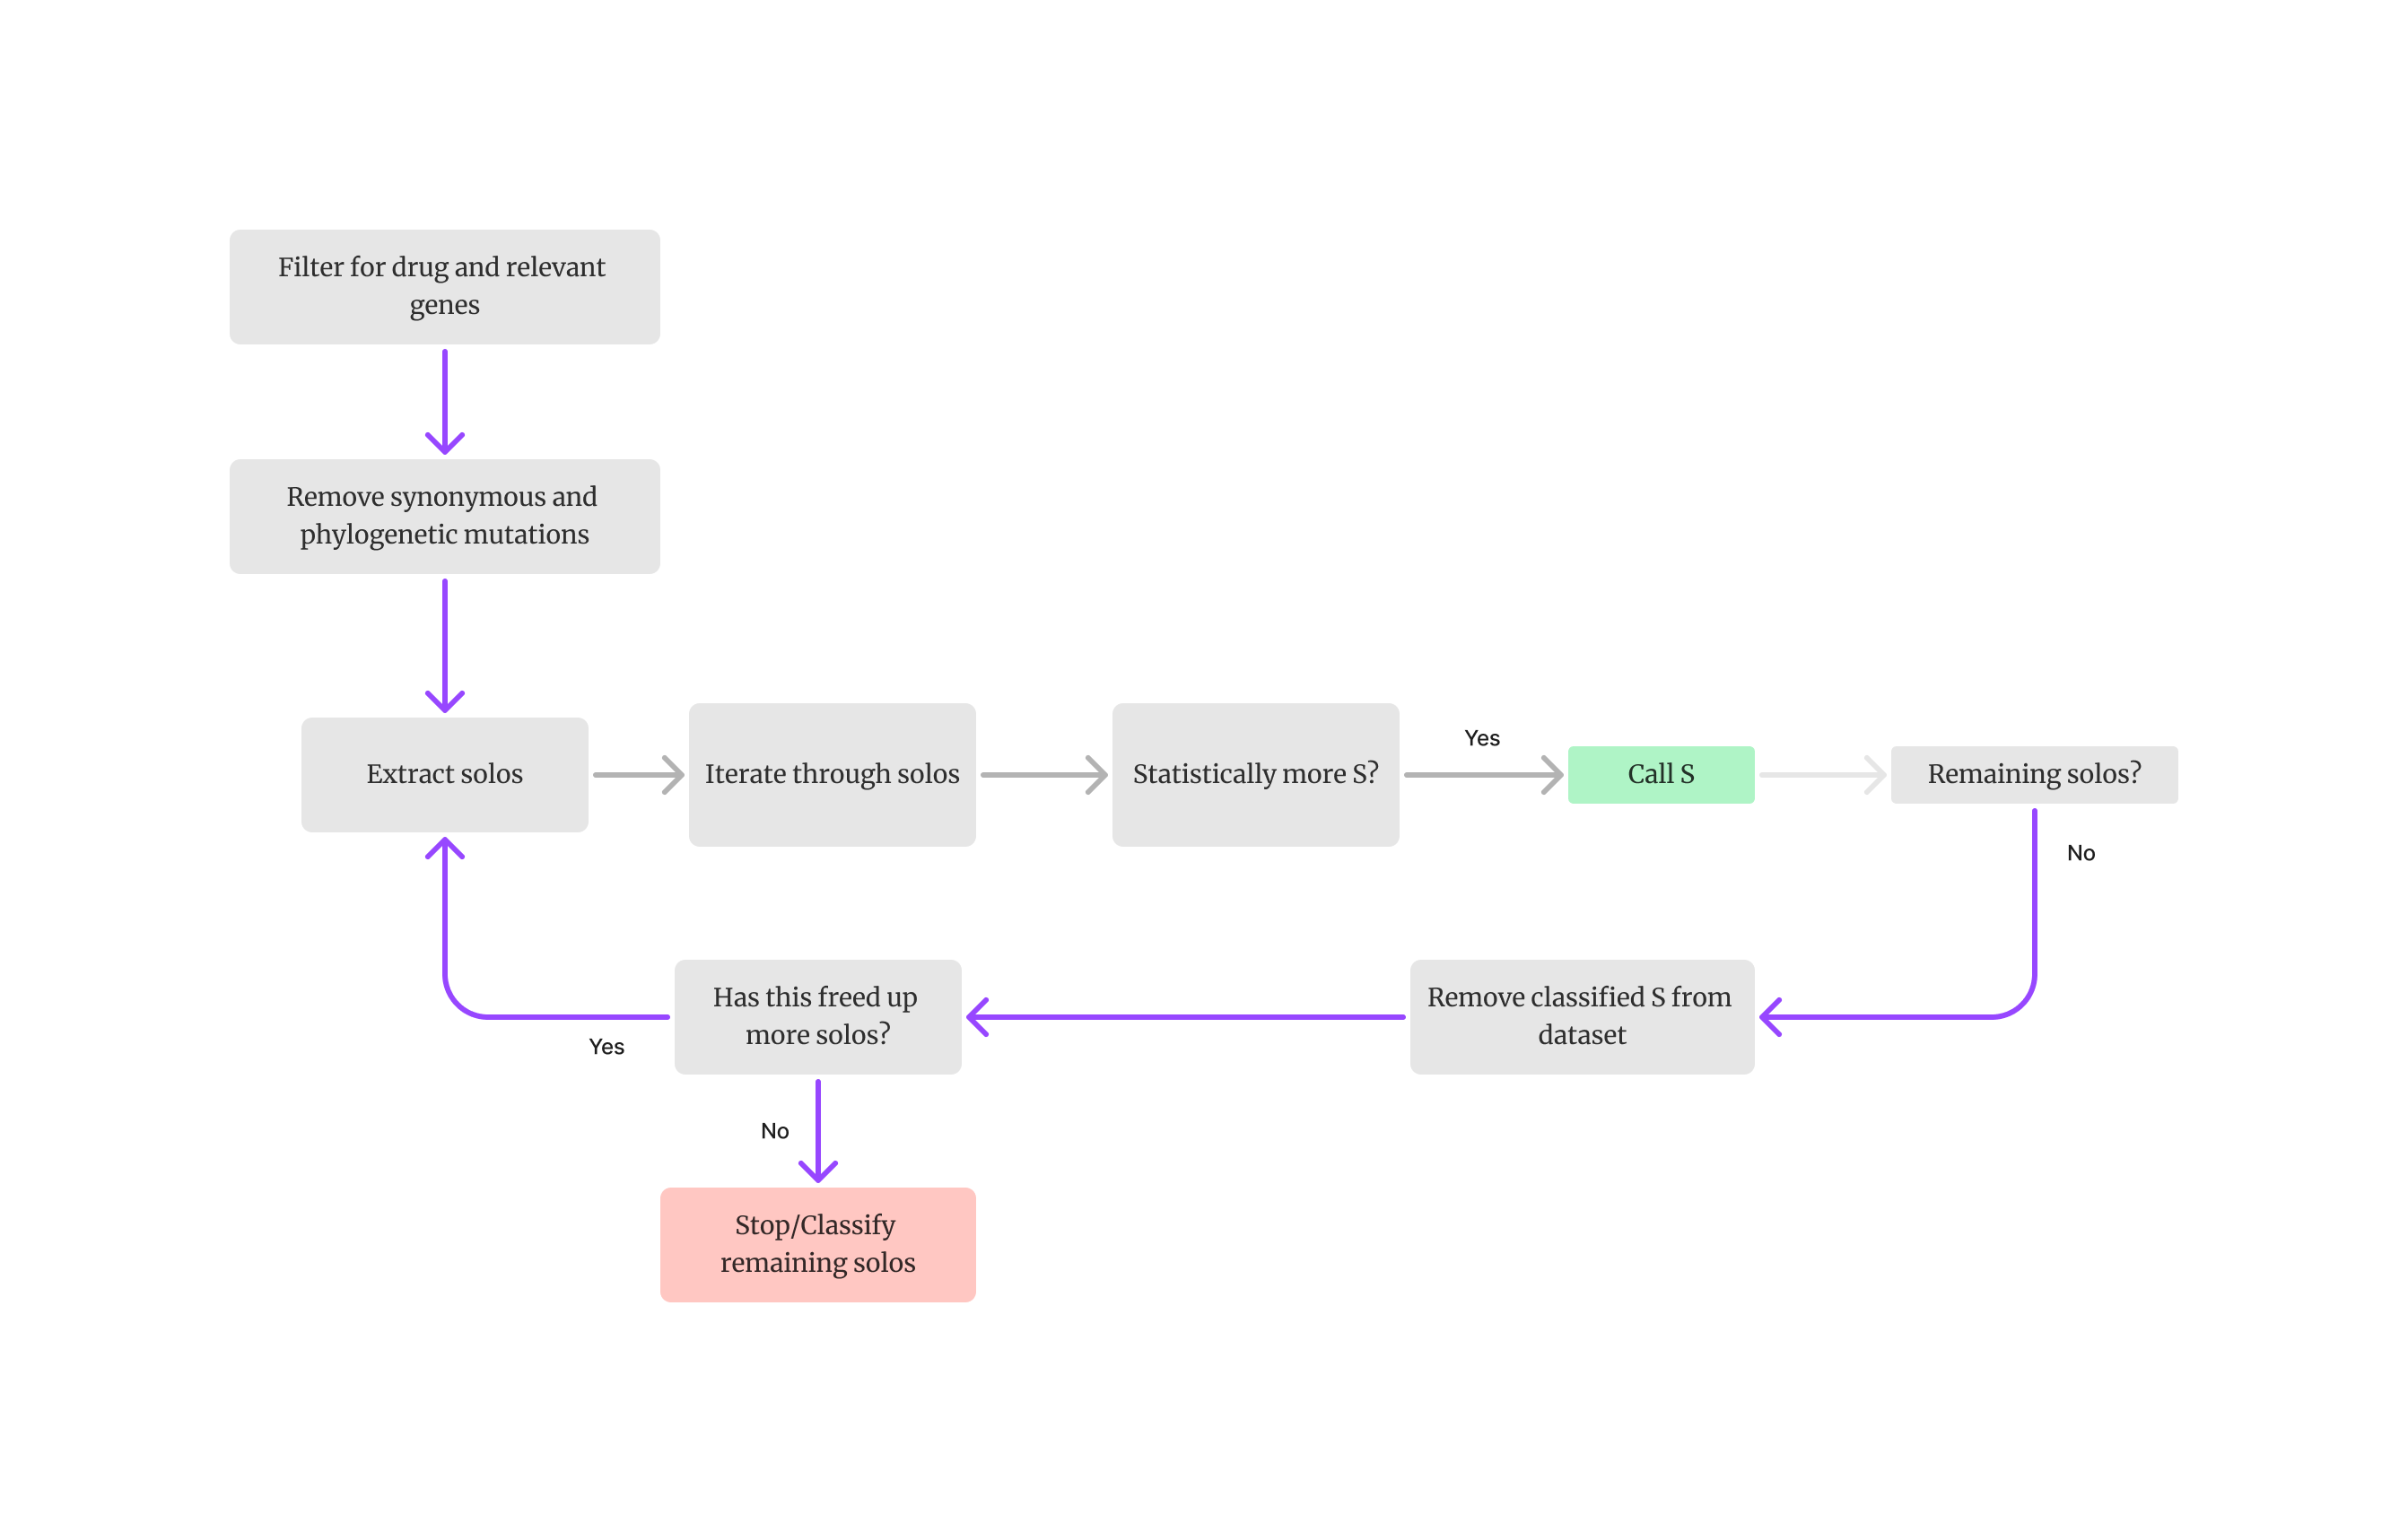 Filter for drug and relevant
genes
Remove synonymous and
phylogenetic mutations
Extract solos
Iterate through solos
Statistically more S?
Yes
Call S
Remaining solos?
No
Remove classified S from
dataset
Has this freed up
more solos?
Yes
No
Stop/Classify
remaining solos